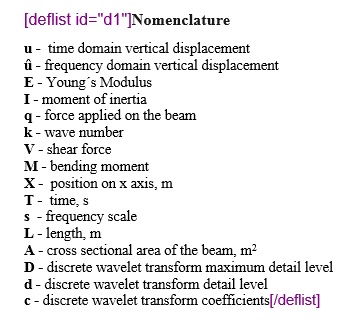 [deflist id="d1"]Nomenclature
u - time domain vertical displacement
û - frequency domain vertical displacement
E - Young´s Modulus
I - moment of inertia
q - force applied on the beam
k - wave number
V - shear force
M - bending moment
X - position on x axis, m
T - time, s
s - frequency scale
L - length, m
A - cross sectional area of the beam, m²
D - discrete wavelet transform maximum detail level
d - discrete wavelet transform detail level
c - discrete wavelet transform coefficients[/deflist]